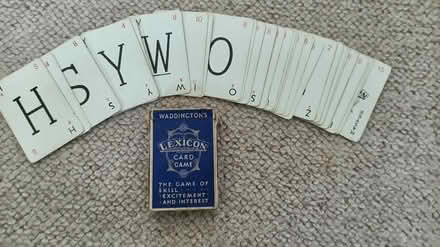 H S Y W O
WADDINGTON'S
LEXICON
CARD
GAME
THE GAME OF
SKILL
EXCITEMENT
AND INTEREST